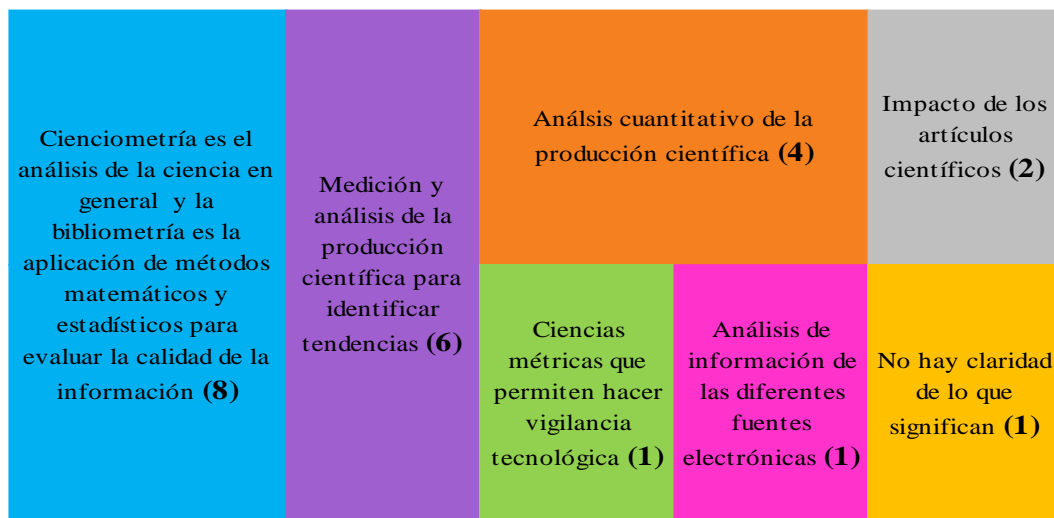 Cienciometría es el
análisis de la ciencia en
general y la
bibliometría es la
aplicación de métodos
matemáticos y
estadísticos para
evaluar la calidad de la
información (8)
Medición y
análisis de la
producción
científica para
identificar
tendencias (6)
Análsis cuantitativo de la
producción científica (4)
Impacto de los
artículos
científicos (2)
Ciencias
métricas que
permiten hacer
vigilancia
tecnológica (1)
Análisis de
información de
las diferentes
fuentes
electrónicas (1)
No hay claridad
de lo que
significan (1)